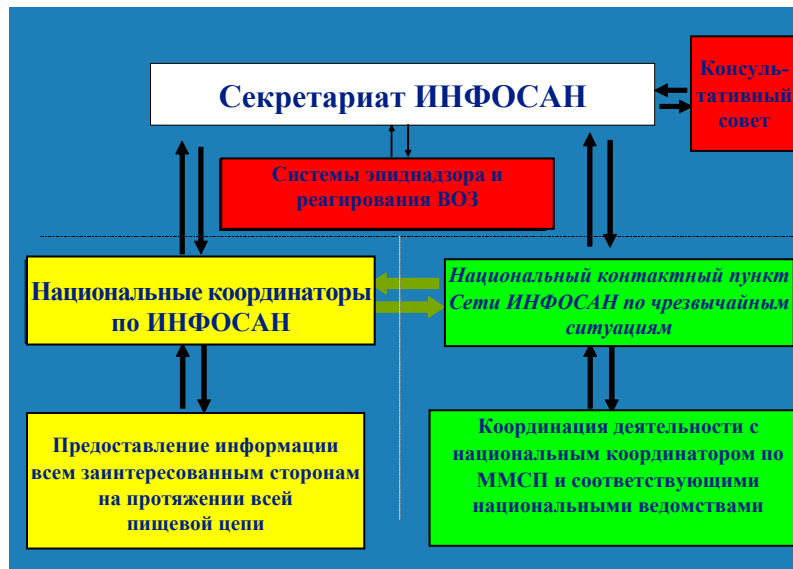 Секретариат ИНФОСАН
Консуль-
тативный
совет
Системы эпиднадзора и
реагирования ВОЗ
Национальные координаторы
по ИНФОСАН
Национальный контактный пункт
Сети ИНФОСАН по чрезвычайным
ситуациям
Предоставление информации
всем заинтересованным сторонам
на протяжении всей
пищевой цепи
Координация деятельности с
национальным координатором по
ММСП и соответствующими
национальными ведомствами